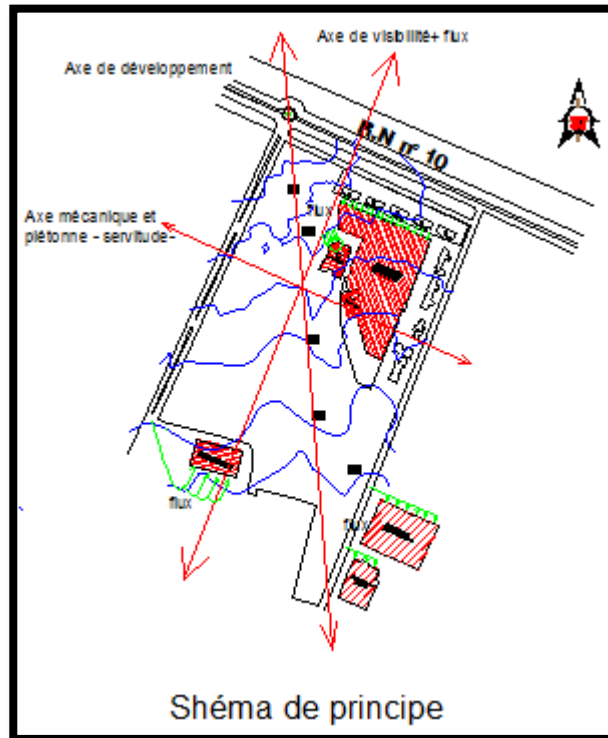 Axe de visibilité+ flux
Axe de développement
R.N n° 10
flux
Axe mécanique et
piétonne - servitude-
flux
flux
Shéma de principe